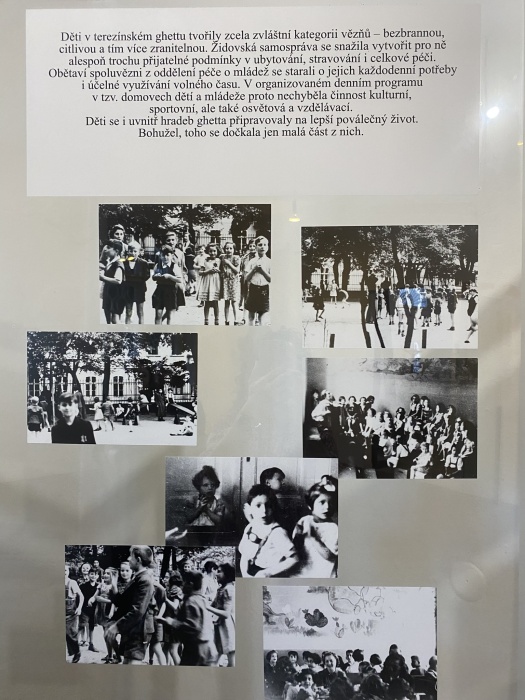 Děti v terezínském ghettu tvořily zcela zvláštní kategorii vězňů – bezbrannou,
citlivou a tím více zranitelnou. Židovská samospráva se snažila vytvořit pro ně
alespoň trochu přijatelné podmínky v ubytování, stravování i celkové péči.
Obětaví spoluvězni z oddělení péče o mládež se starali o jejich každodenní potřeby
i účelné využívání volného času. V organizovaném denním programu
v tzv. domovech dětí a mládeže proto nechyběla činnost kulturní,
sportovní, ale také osvětová a vzdělávací.
Děti se i uvnitř hradeb ghetta připravovaly na lepší poválečný život.
Bohužel, toho se dočkala jen malá část z nich.